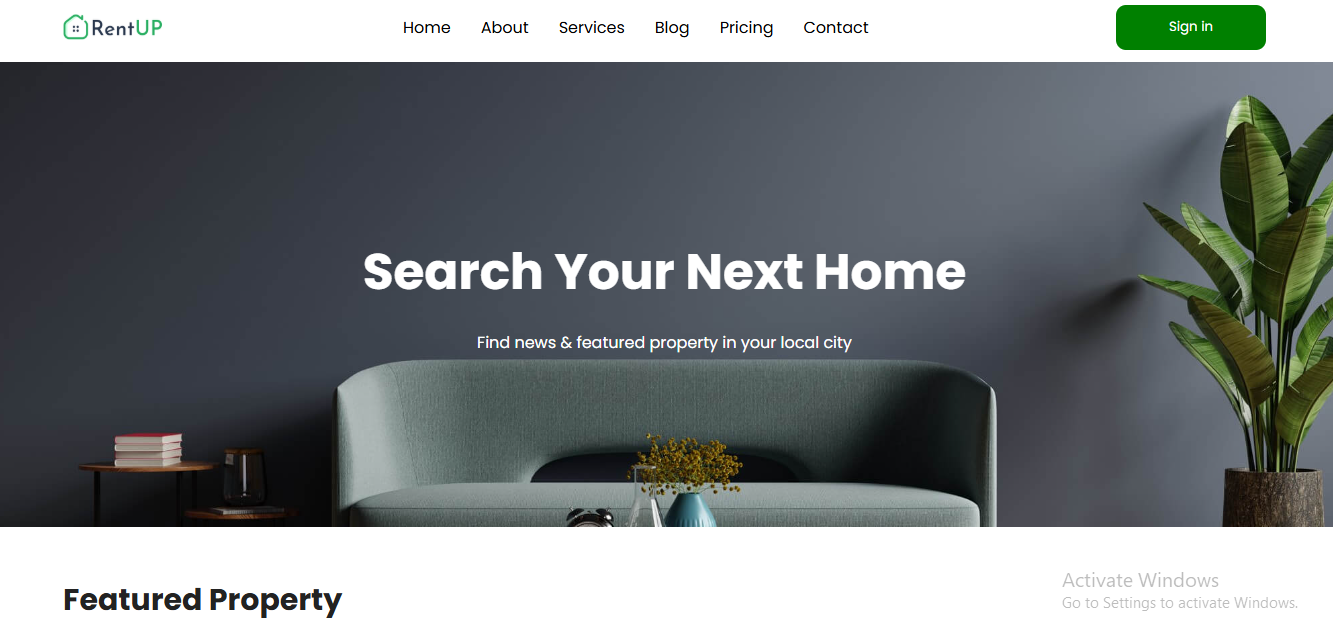 RentUP
Home About Services Blog Pricing Contact
Sign in
Search Your Next Home
Find news & featured property in your local city
Featured Property
Activate Windows
Go to Settings to activate Windows.